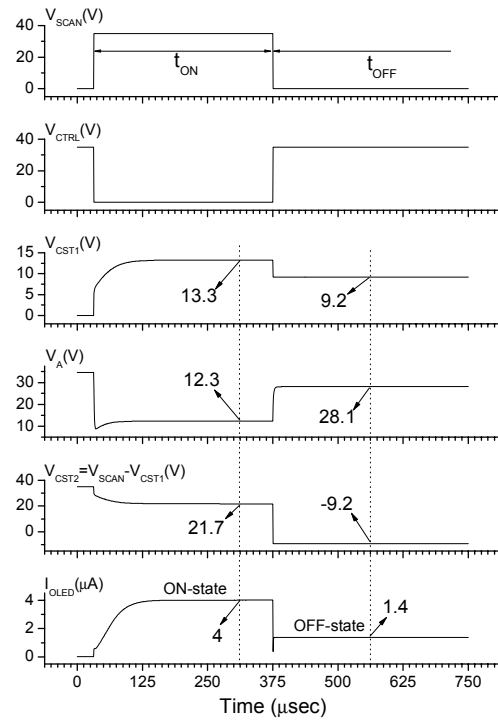 V_SCAN(V)
40
20
0
t_ON
t_OFF
V_CTRL(V)
40
20
0
V_CST1(V)
15
10
5
0
13.3
9.2
V_A(V)
30
20
10
12.3
28.1
V_CST2=V_SCAN-V_CST1(V)
40
20
0
21.7
-9.2
I_OLED(μA)
4
2
0
ON-state
4
OFF-state
1.4
0 125 250 375 500 625 750
Time (μsec)